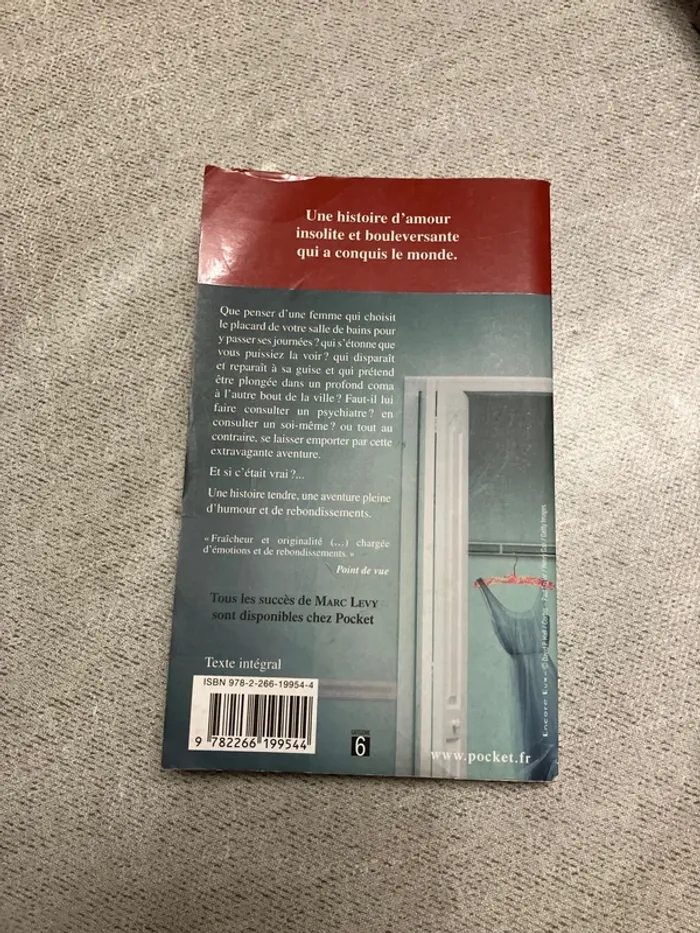 Une histoire d'amour
insolite et bouleversante
qui a conquis le monde.
Que penser d'une femme qui choisit
le placard de votre salle de bains pour
y passer ses journées ? qui s'étonne que
vous puissiez la voir ? qui disparaît
et reparaît à sa guise et qui prétend
être plongée dans un profond coma
à l'autre bout de la ville ? Faut-il lui
faire consulter un psychiatre ? en
consulter un soi-même ? ou tout au
contraire, se laisser emporter par cette
extravagante aventure.
Et si c'était vrai ?...
Une histoire tendre, une aventure pleine
d'humour et de rebondissements.
« Fraîcheur et originalité (...) chargée
d'émotions et de rebondissements. »
Point de vue
Tous les succès de MARC LEVY
sont disponibles chez Pocket
Texte intégral
ISBN 978-2-266-19954-4
9 782266 199544
6
www.pocket.fr
/ Getty Images